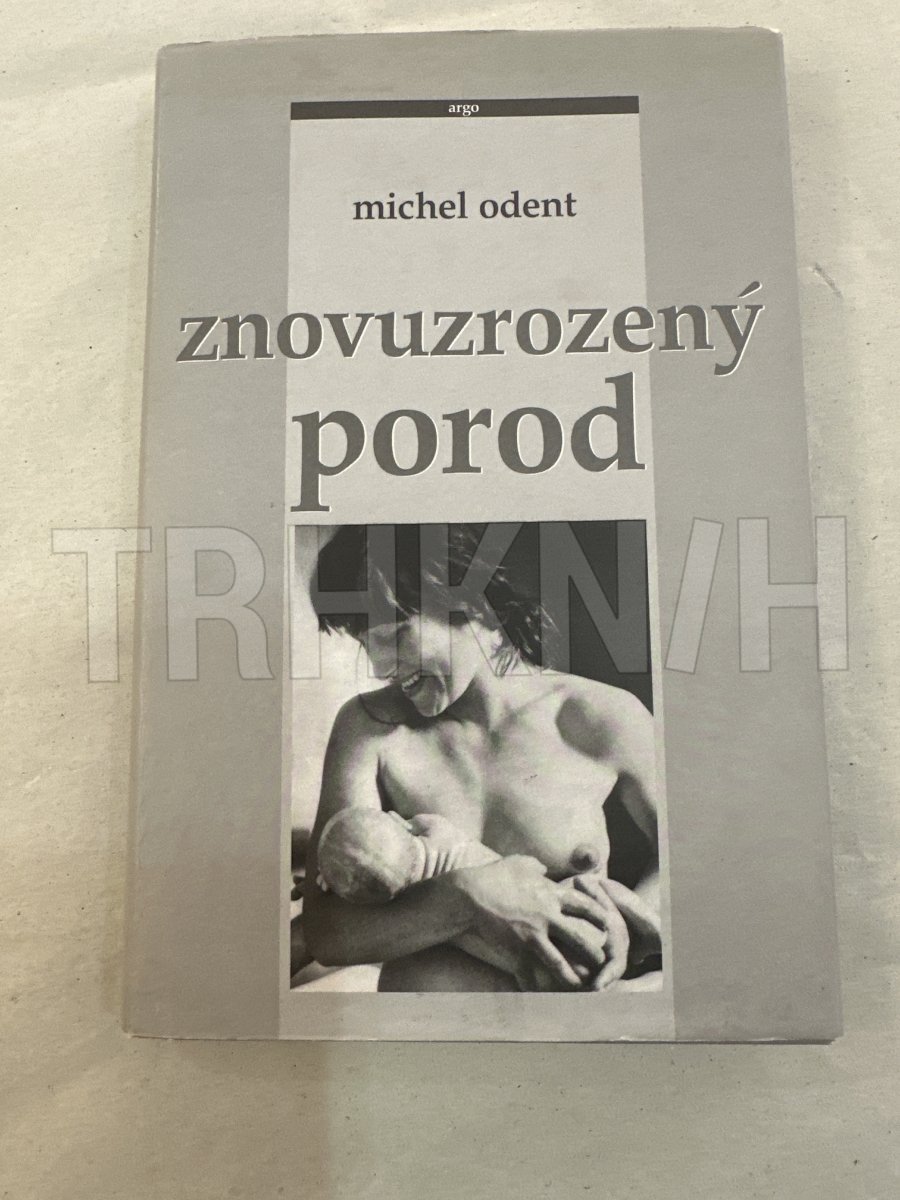 argo
michel odent
znovuzrozený
porod
TRHKNIH